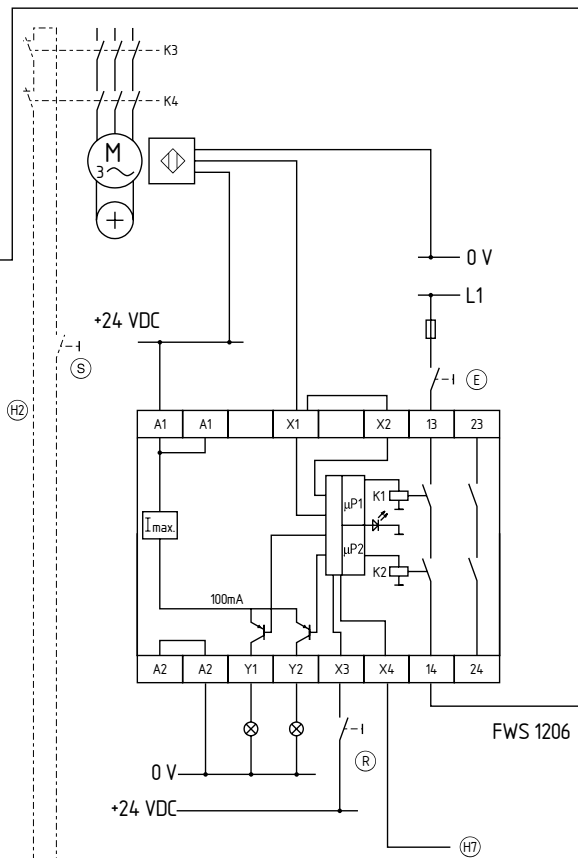 K3
K4
M
3
0 V
L1
+24 VDC
S
E
H2
A1 A1 X1 X2 13 23
µP1
K1
Imax.
µP2
K2
100mA
A2 A2 Y1 Y2 X3 X4 14 24
FWS 1206
R
0 V
+24 VDC
H7